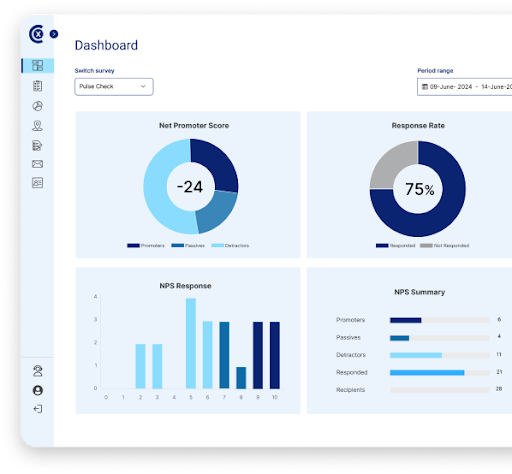 CX
Dashboard
Switch survey
Pulse Check
Period range
09-June- 2024 - 14-June-20
Net Promoter Score
-24
Promoters Passives Detractors
Response Rate
75%
Responded Not Responded
NPS Response
4
3
2
1
0
0 1 2 3 4 5 6 7 8 9 10
NPS Summary
Promoters 6
Passives 4
Detractors 11
Responded 21
Recipients 28